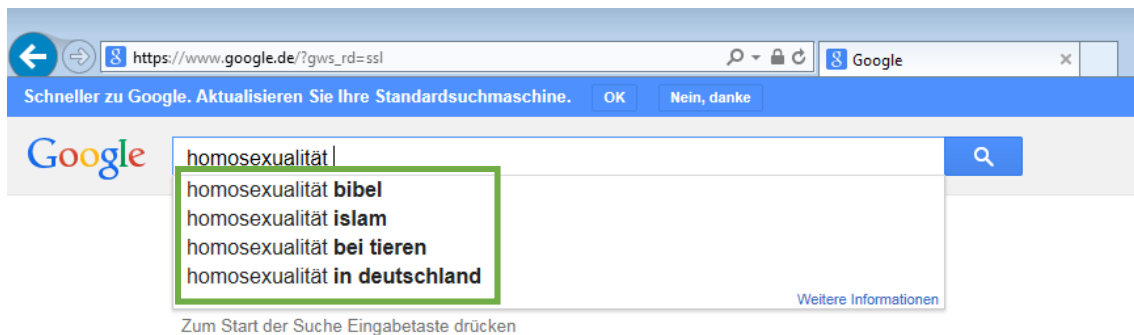 https://www.google.de/?gws_rd=ssl
Google
Schneller zu Google. Aktualisieren Sie Ihre Standardsuchmaschine. OK Nein, danke
Google homosexualität
homosexualität bibel
homosexualität islam
homosexualität bei tieren
homosexualität in deutschland
Weitere Informationen
Zum Start der Suche Eingabetaste drücken